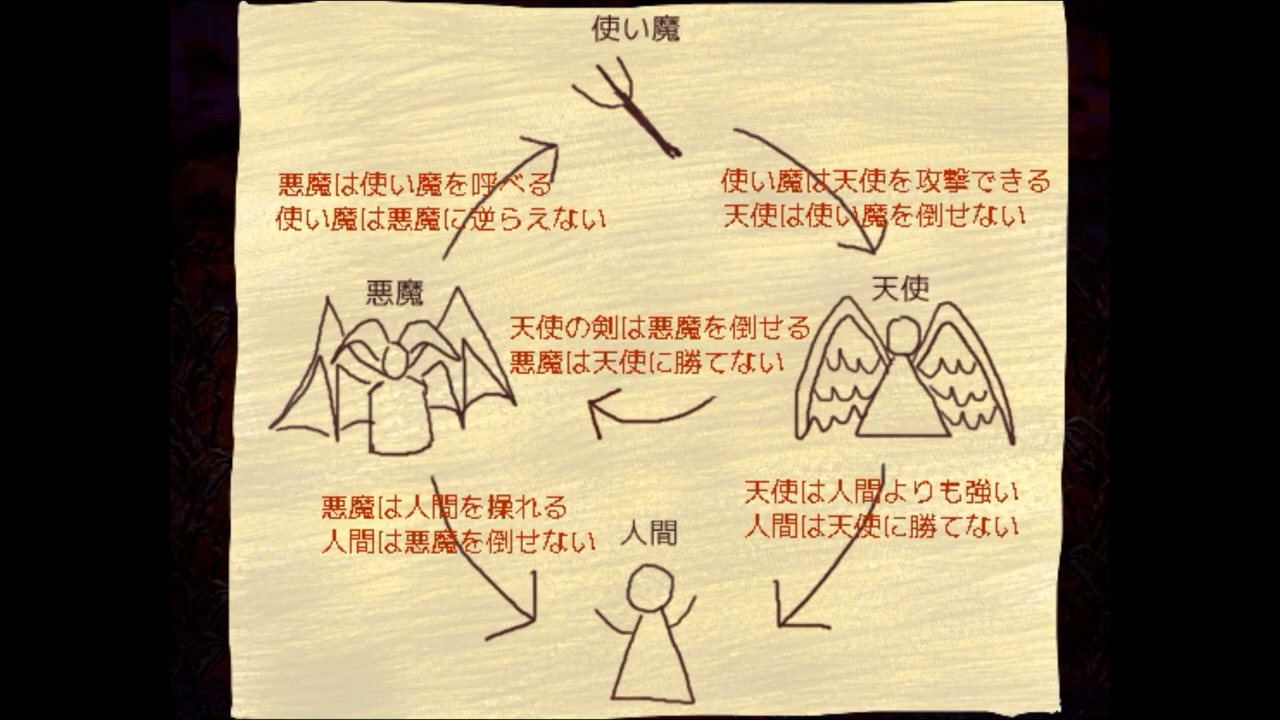 使い魔
悪魔は使い魔を呼べる
使い魔は悪魔に逆らえない
使い魔は天使を攻撃できる
天使は使い魔を倒せない
悪魔
天使
天使の剣は悪魔を倒せる
悪魔は天使に勝てない
悪魔は人間を操れる
人間は悪魔を倒せない
天使は人間よりも強い
人間は天使に勝てない
人間